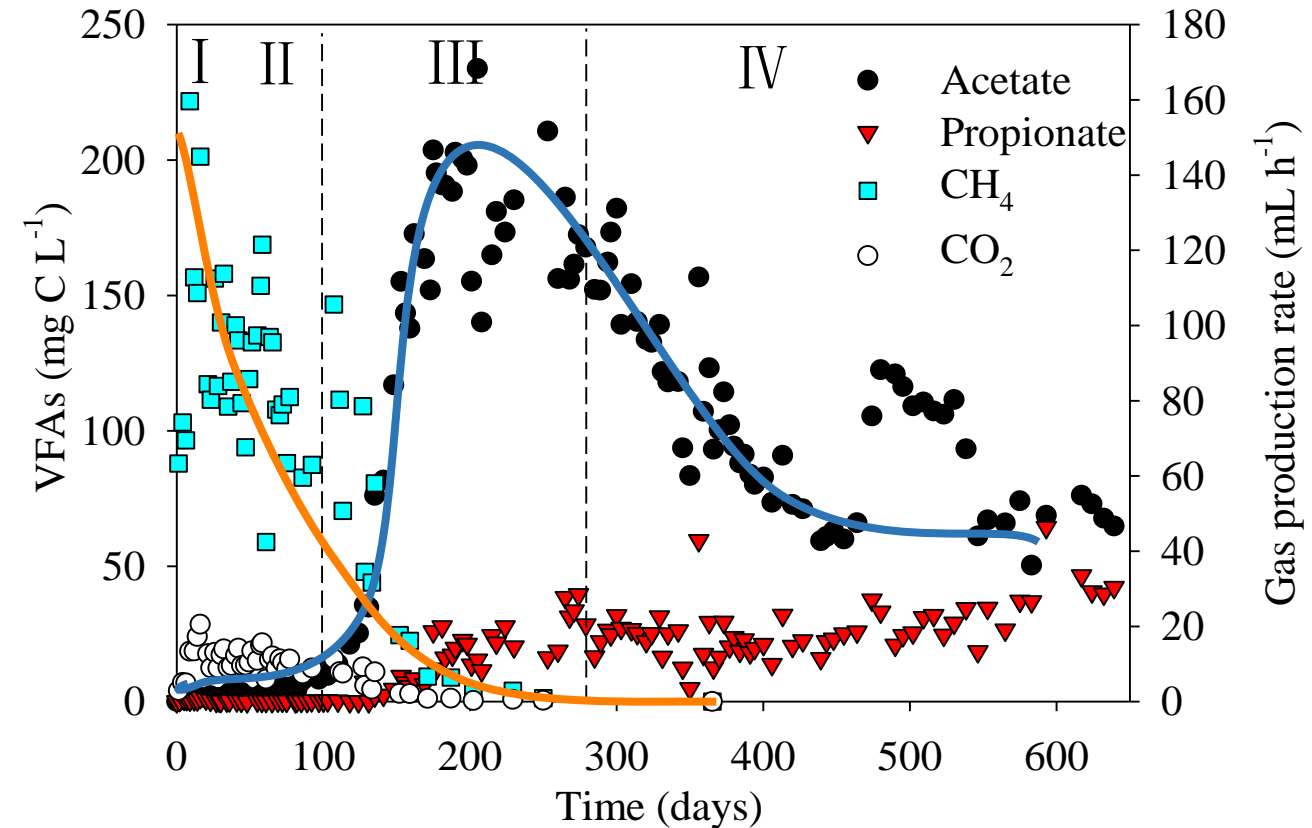 250
200
150
100
50
0
VFAs (mg C L-1)
I II III IV
Acetate
Propionate
CH4
CO2
180
160
140
120
100
80
60
40
20
0
Gas production rate (mL h-1)
0 100 200 300 400 500 600
Time (days)